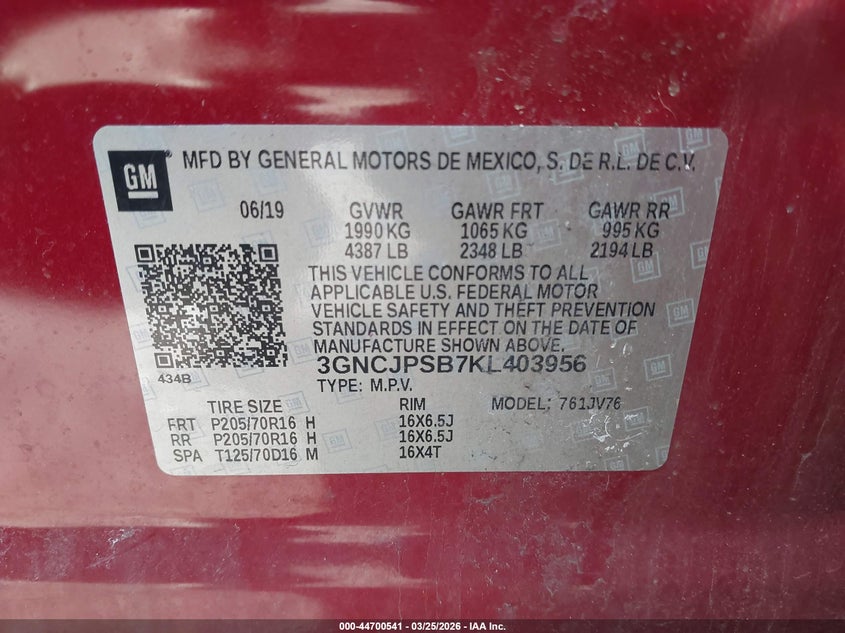 GM
MFD BY GENERAL MOTORS DE MEXICO, S. DE R.L. DE C.V.
06/19 GVWR GAWR FRT GAWR RR
1990 KG 1065 KG 995 KG
4387 LB 2348 LB 2194 LB
THIS VEHICLE CONFORMS TO ALL
APPLICABLE U.S. FEDERAL MOTOR
VEHICLE SAFETY AND THEFT PREVENTION
STANDARDS IN EFFECT ON THE DATE OF
MANUFACTURE SHOWN ABOVE.
434B
3GNCJPSB7KL403956
TYPE: M.P.V.
TIRE SIZE RIM MODEL: 761JV76
FRT P205/70R16 H 16X6.5J
RR P205/70R16 H 16X6.5J
SPA T125/70D16 M 16X4T
000-44700541 - 03/25/2026 - IAA Inc.